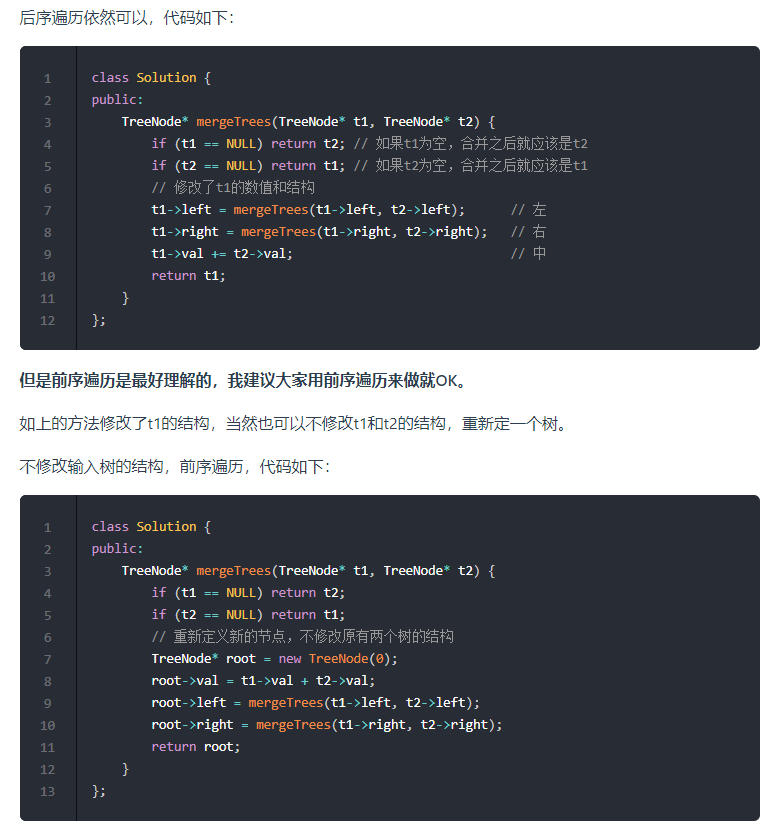 后序遍历依然可以，代码如下：
1 class Solution {
2 public:
3     TreeNode* mergeTrees(TreeNode* t1, TreeNode* t2) {
4         if (t1 == NULL) return t2; // 如果t1为空，合并之后就应该是t2
5         if (t2 == NULL) return t1; // 如果t2为空，合并之后就应该是t1
6         // 修改了t1的数值和结构
7         t1->left = mergeTrees(t1->left, t2->left);      // 左
8         t1->right = mergeTrees(t1->right, t2->right);   // 右
9         t1->val += t2->val;                             // 中
10         return t1;
11     }
12 };
但是前序遍历是最好理解的，我建议大家用前序遍历来做就OK。
如上的方法修改了t1的结构，当然也可以不修改t1和t2的结构，重新定一个树。
不修改输入树的结构，前序遍历，代码如下：
1 class Solution {
2 public:
3     TreeNode* mergeTrees(TreeNode* t1, TreeNode* t2) {
4         if (t1 == NULL) return t2;
5         if (t2 == NULL) return t1;
6         // 重新定义新的节点，不修改原有两个树的结构
7         TreeNode* root = new TreeNode(0);
8         root->val = t1->val + t2->val;
9         root->left = mergeTrees(t1->left, t2->left);
10         root->right = mergeTrees(t1->right, t2->right);
11         return root;
12     }
13 };